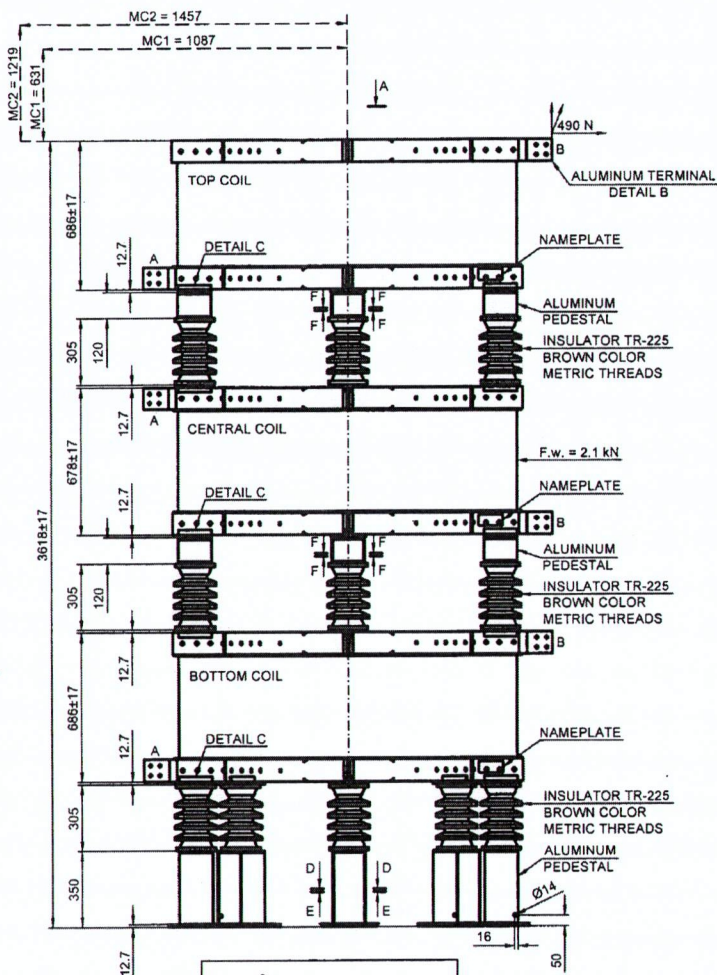 MC2 = 1457
MC1 = 1087
MC2 = 1219
MC1 = 631
A
490 N
B
ALUMINUM TERMINAL
DETAIL B
TOP COIL
686±17
12.7
DETAIL C
NAMEPLATE
A
F
F
F
F
ALUMINUM
PEDESTAL
305
120
INSULATOR TR-225
BROWN COLOR
METRIC THREADS
A
12.7
CENTRAL COIL
678±17
F.w. = 2.1 kN
3618±17
12.7
DETAIL C
NAMEPLATE
B
F
F
F
F
ALUMINUM
PEDESTAL
305
120
INSULATOR TR-225
BROWN COLOR
METRIC THREADS
B
12.7
BOTTOM COIL
686±17
12.7
DETAIL C
NAMEPLATE
A
305
INSULATOR TR-225
BROWN COLOR
METRIC THREADS
ALUMINUM
PEDESTAL
350
D
D
E
E
Ø14
16
50
12.7